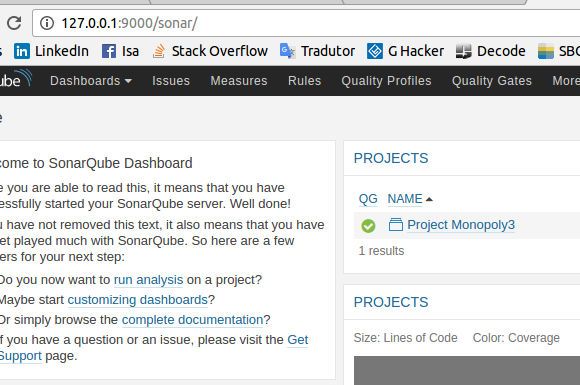 127.0.0.1:9000/sonar/
LinkedIn Isa Stack Overflow Tradutor G Hacker Decode SBC
Dashboards Issues Measures Rules Quality Profiles Quality Gates More
come to SonarQube Dashboard
e you are able to read this, it means that you have
essfully started your SonarQube server. Well done!
u have not removed this text, it also means that you have
et played much with SonarQube. So here are a few
ers for your next step:
Do you now want to run analysis on a project?
Maybe start customizing dashboards?
Or simply browse the complete documentation?
f you have a question or an issue, please visit the Get
Support page.
PROJECTS
QG NAME
Project Monopoly3
1 results
PROJECTS
Size: Lines of Code Color: Coverage